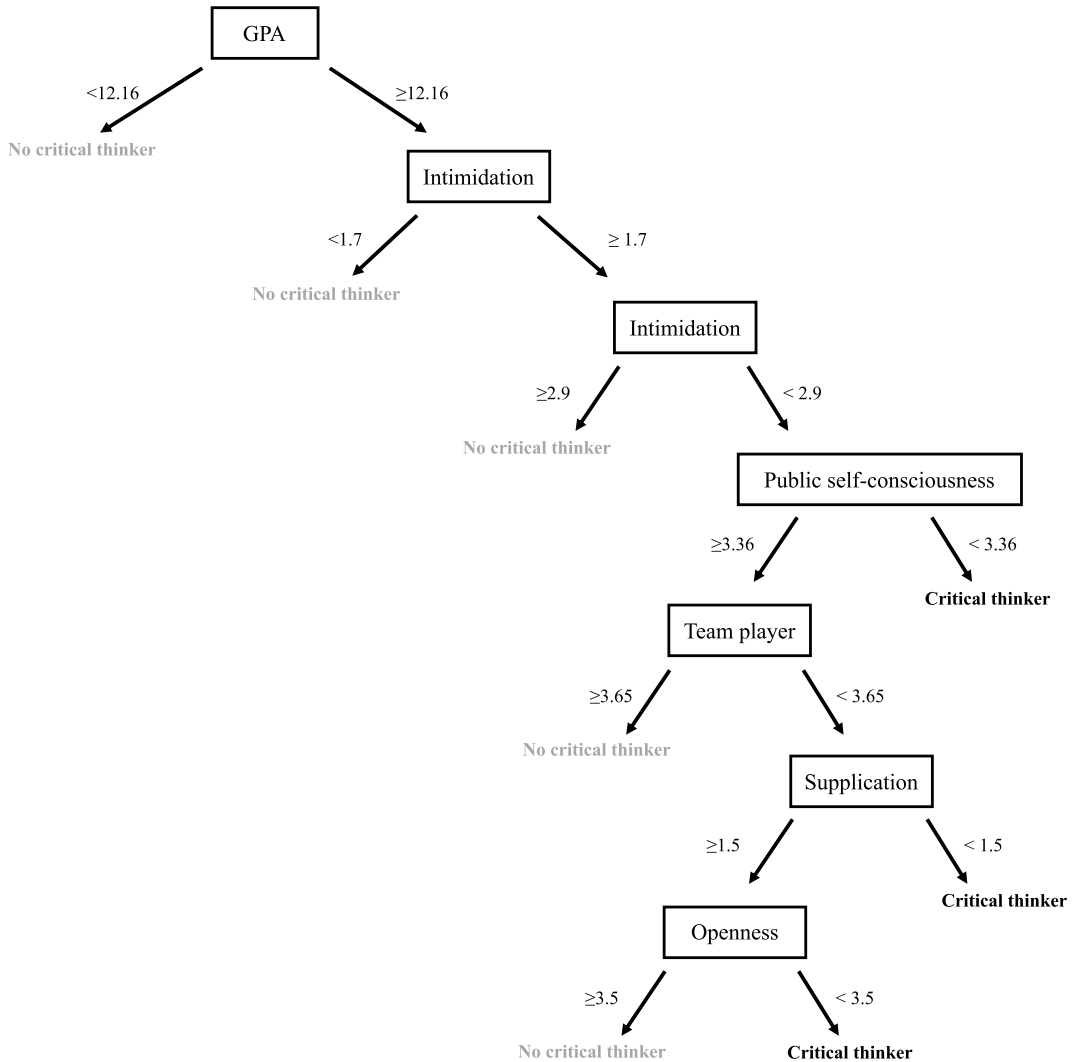 GPA
<12.16
≥12.16
No critical thinker
Intimidation
<1.7
≥ 1.7
No critical thinker
Intimidation
≥2.9
< 2.9
No critical thinker
Public self-consciousness
≥3.36
< 3.36
Critical thinker
Team player
≥3.65
< 3.65
No critical thinker
Supplication
≥1.5
< 1.5
Critical thinker
Openness
≥3.5
< 3.5
No critical thinker
Critical thinker